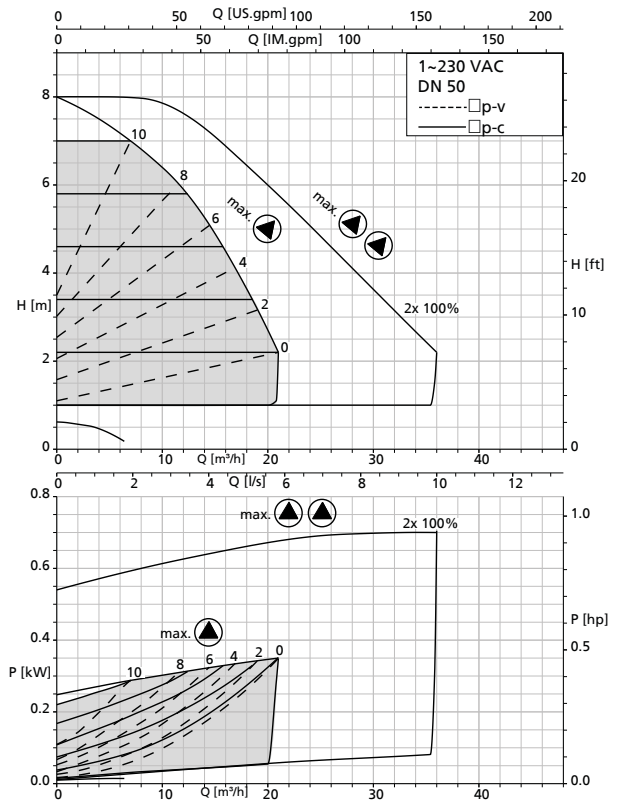 0 50 Q [US.gpm] 100 150 200
0 50 Q [IM.gpm] 100 150
1~230 VAC
DN 50
□p-v
□p-c
8
10
8
6
20
max.
max.
6
4
4
H [ft]
H [m]
2
2x 100%
10
0
2
0
0
0 10 Q [m³/h] 20 30 40
0 2 4 Q [l/s] 6 8 10 12
0.8
max.
1.0
2x 100%
0.6
max.
P [hp]
0.4
0.5
10 8 6 4 2 0
P [kW]
0.2
0.0
0.0
0 10 Q [m³/h] 20 30 40